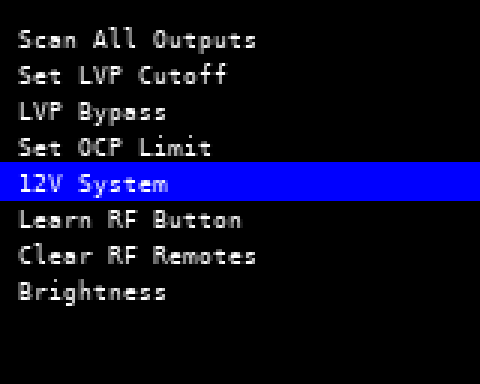 Scan All Outputs
Set LVP Cutoff
LVP Bypass
Set OCP Limit
12V System
Learn RF Button
Clear RF Remotes
Brightness